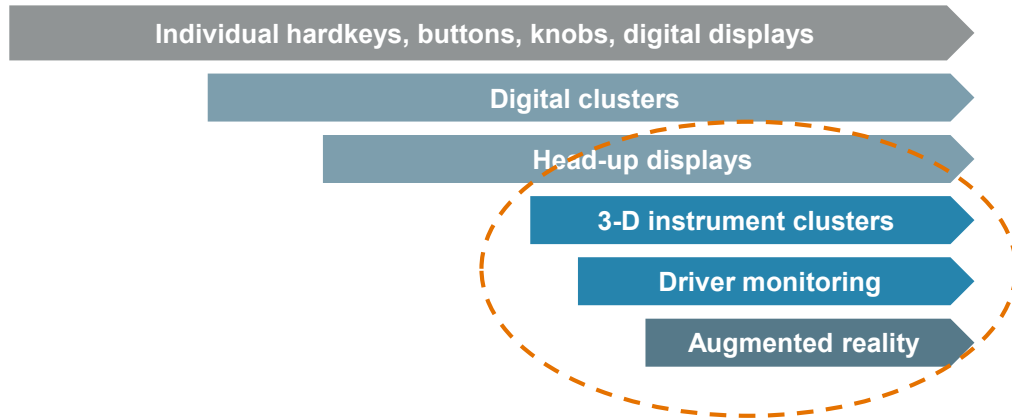 Individual hardkeys, buttons, knobs, digital displays
Digital clusters
Head-up displays
3-D instrument clusters
Driver monitoring
Augmented reality